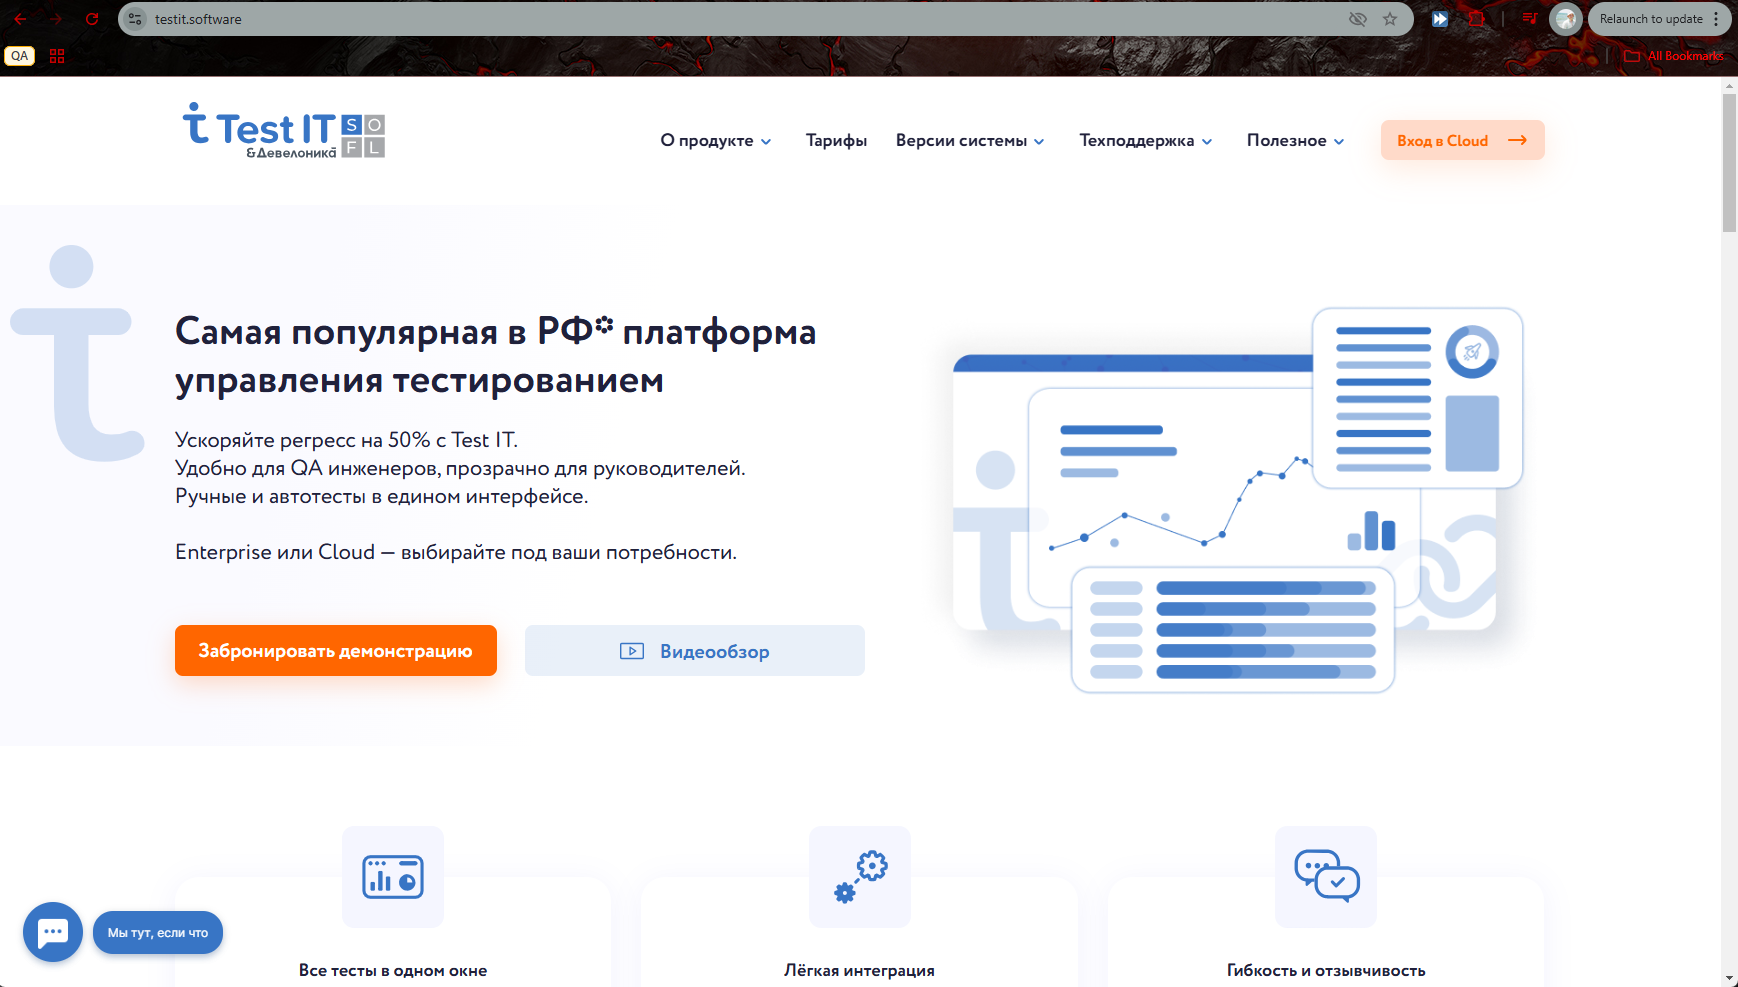 testit.software
Relaunch to update
QA
All Bookmarks
Test IT
&Девелоника
S O
F L
О продукте
Тарифы
Версии системы
Техподдержка
Полезное
Вход в Cloud
Самая популярная в РФ* платформа
управления тестированием
Ускоряйте регресс на 50% с Test IT.
Удобно для QA инженеров, прозрачно для руководителей.
Ручные и автотесты в едином интерфейсе.
Enterprise или Cloud — выбирайте под ваши потребности.
Забронировать демонстрацию
Видеообзор
Мы тут, если что
Все тесты в одном окне
Лёгкая интеграция
Гибкость и отзывчивость